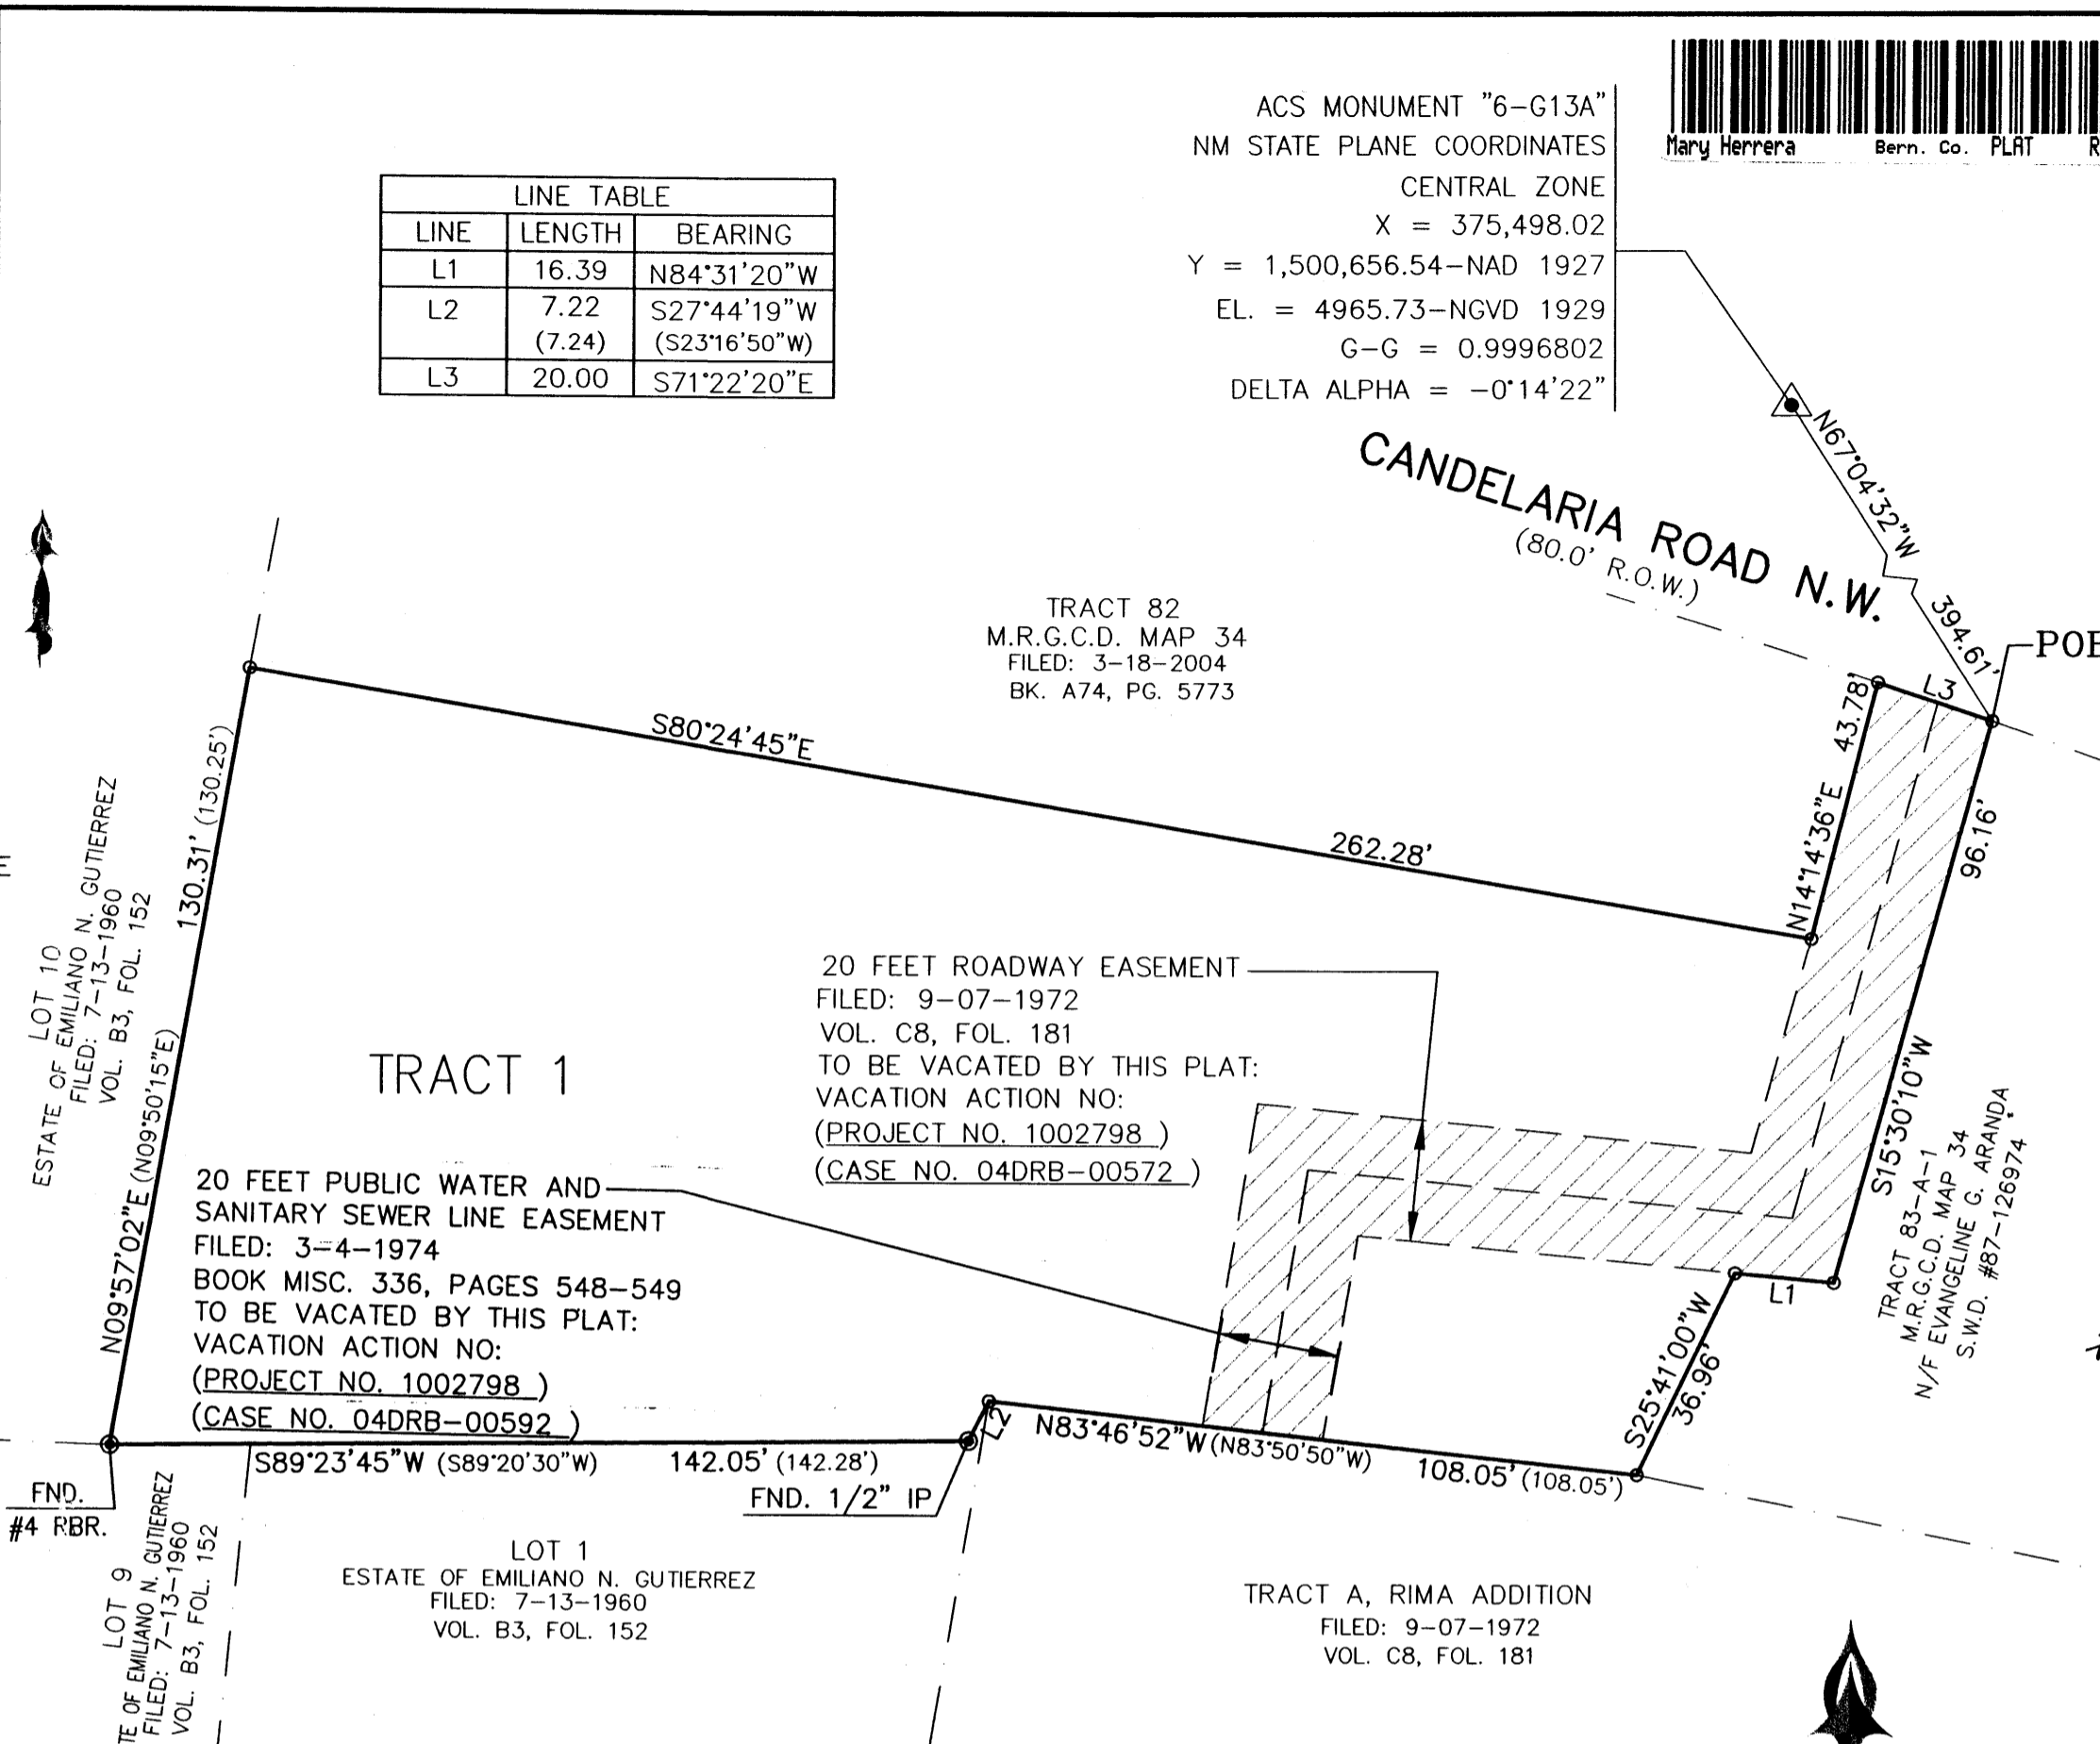 Mary Herrera Bern. Co. PLAT R
ACS MONUMENT "6-G13A"
NM STATE PLANE COORDINATES
CENTRAL ZONE
X = 375,498.02
Y = 1,500,656.54-NAD 1927
EL. = 4965.73-NGVD 1929
G-G = 0.9996802
DELTA ALPHA = -0°14'22"
LINE TABLE
LINE LENGTH BEARING
L1 16.39 N84°31'20"W
L2 7.22 S27°44'19"W
(7.24) (S23°16'50"W)
L3 20.00 S71°22'20"E
N67°04'32"W
394.61'
CANDELARIA ROAD N.W.
(80.0' R.O.W.)
TRACT 82
M.R.G.C.D. MAP 34
FILED: 3-18-2004
BK. A74, PG. 5773
L3
43.78'
N14°14'36"E
S80°24'45"E
262.28'
96.16'
S15°30'10"W
130.31' (130.25')
N09°57'02"E (N09°50'15"E)
LOT 10
ESTATE OF EMILIANO N. GUTIERREZ
FILED: 7-13-1960
VOL. B3, FOL. 152
TRACT 1
20 FEET ROADWAY EASEMENT
FILED: 9-07-1972
VOL. C8, FOL. 181
TO BE VACATED BY THIS PLAT:
VACATION ACTION NO:
(PROJECT NO. 1002798 )
(CASE NO. 04DRB-00572 )
20 FEET PUBLIC WATER AND
SANITARY SEWER LINE EASEMENT
FILED: 3-4-1974
BOOK MISC. 336, PAGES 548-549
TO BE VACATED BY THIS PLAT:
VACATION ACTION NO:
(PROJECT NO. 1002798 )
(CASE NO. 04DRB-00592 )
TRACT 83-A-1
M.R.G.C.D. MAP 34
N/F EVANGELINE G. ARANDA
S.W.D. #87-126974
L1
S25°41'00"W
36.96'
L2
N83°46'52"W (N83°50'50"W)
108.05' (108.05')
S89°23'45"W (S89°20'30"W)
142.05' (142.28')
FND. 1/2" IP
FND.
#4 RBR.
LOT 9
TE OF EMILIANO N. GUTIERREZ
FILED: 7-13-1960
VOL. B3, FOL. 152
LOT 1
ESTATE OF EMILIANO N. GUTIERREZ
FILED: 7-13-1960
VOL. B3, FOL. 152
TRACT A, RIMA ADDITION
FILED: 9-07-1972
VOL. C8, FOL. 181